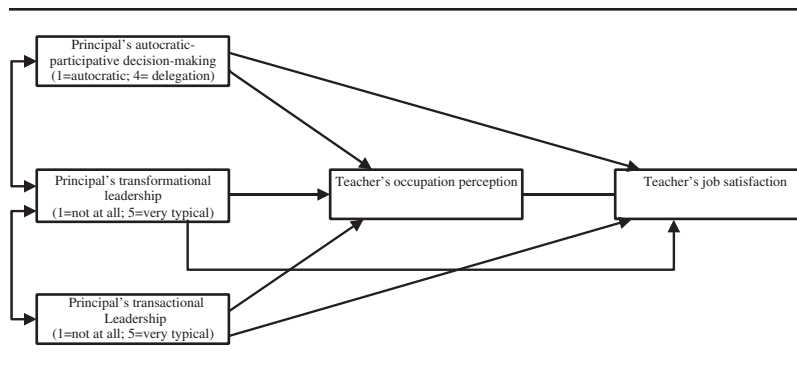 Principal's autocratic-
participative decision-making
(1=autocratic; 4= delegation)
Principal's transformational
leadership
(1=not at all; 5=very typical)
Teacher's occupation perception
Teacher's job satisfaction
Principal's transactional
Leadership
(1=not at all; 5=very typical)